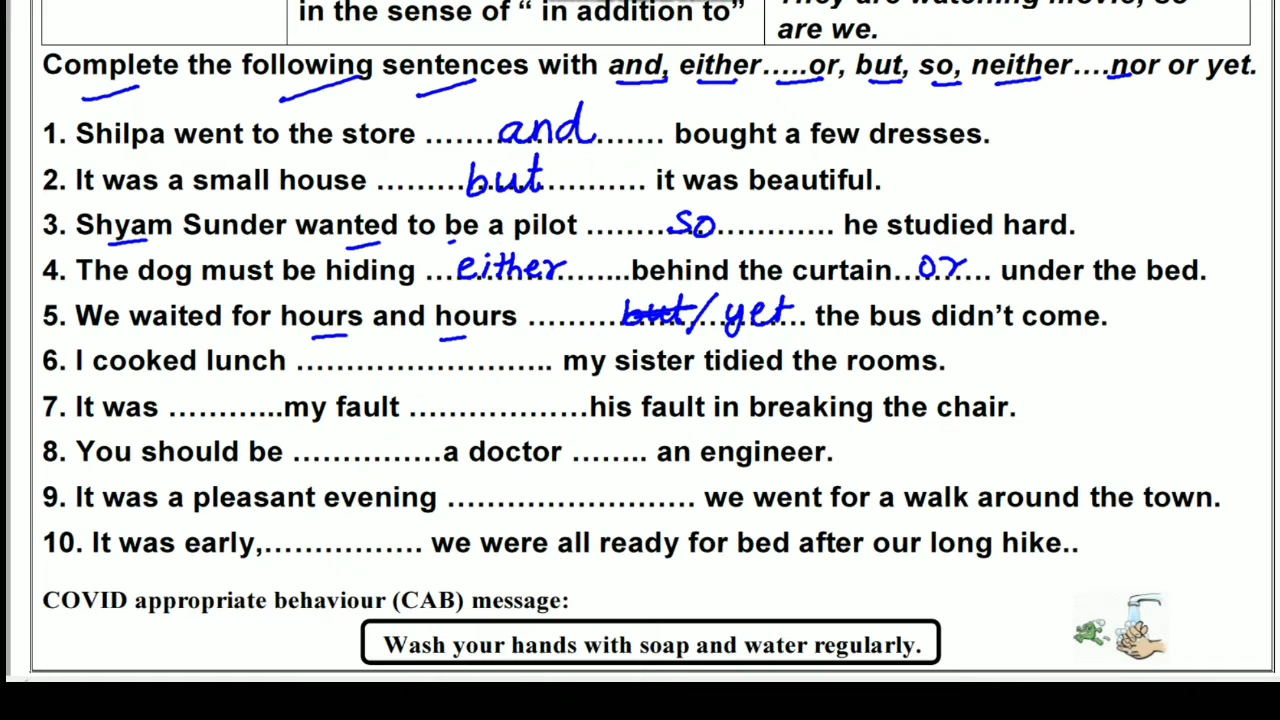 in the sense of “ in addition to”
They are watching movie, so
are we.
Complete the following sentences with and, either…..or, but, so, neither….nor or yet.
1. Shilpa went to the store …….and……. bought a few dresses.
2. It was a small house ………but………… it was beautiful.
3. Shyam Sunder wanted to be a pilot ………so………… he studied hard.
4. The dog must be hiding …either……..behind the curtain…or… under the bed.
5. We waited for hours and hours ………but/yet… the bus didn’t come.
6. I cooked lunch …………………….. my sister tidied the rooms.
7. It was ………...my fault ………………his fault in breaking the chair.
8. You should be ……………a doctor …….. an engineer.
9. It was a pleasant evening ……………………. we went for a walk around the town.
10. It was early,……………. we were all ready for bed after our long hike..
COVID appropriate behaviour (CAB) message:
Wash your hands with soap and water regularly.